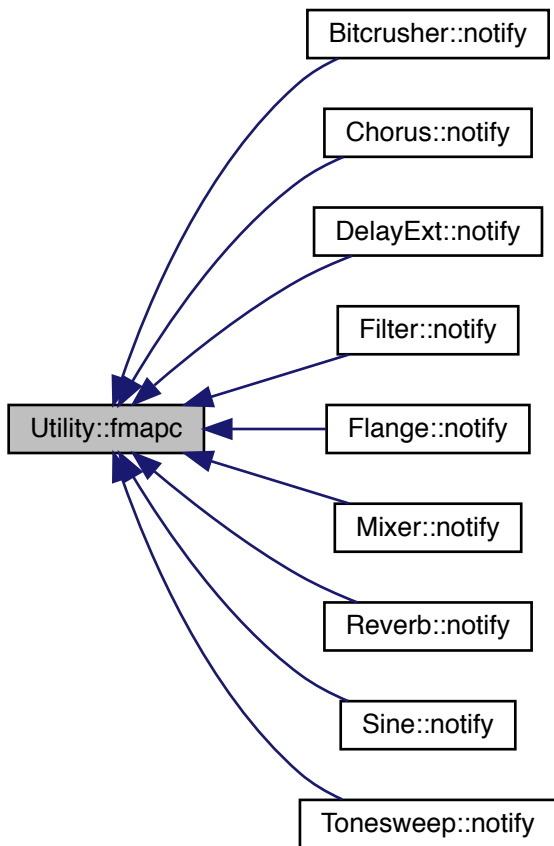 Bitcrusher::notify
Chorus::notify
DelayExt::notify
Filter::notify
Utility::fmapc
Flange::notify
Mixer::notify
Reverb::notify
Sine::notify
Tonesweep::notify